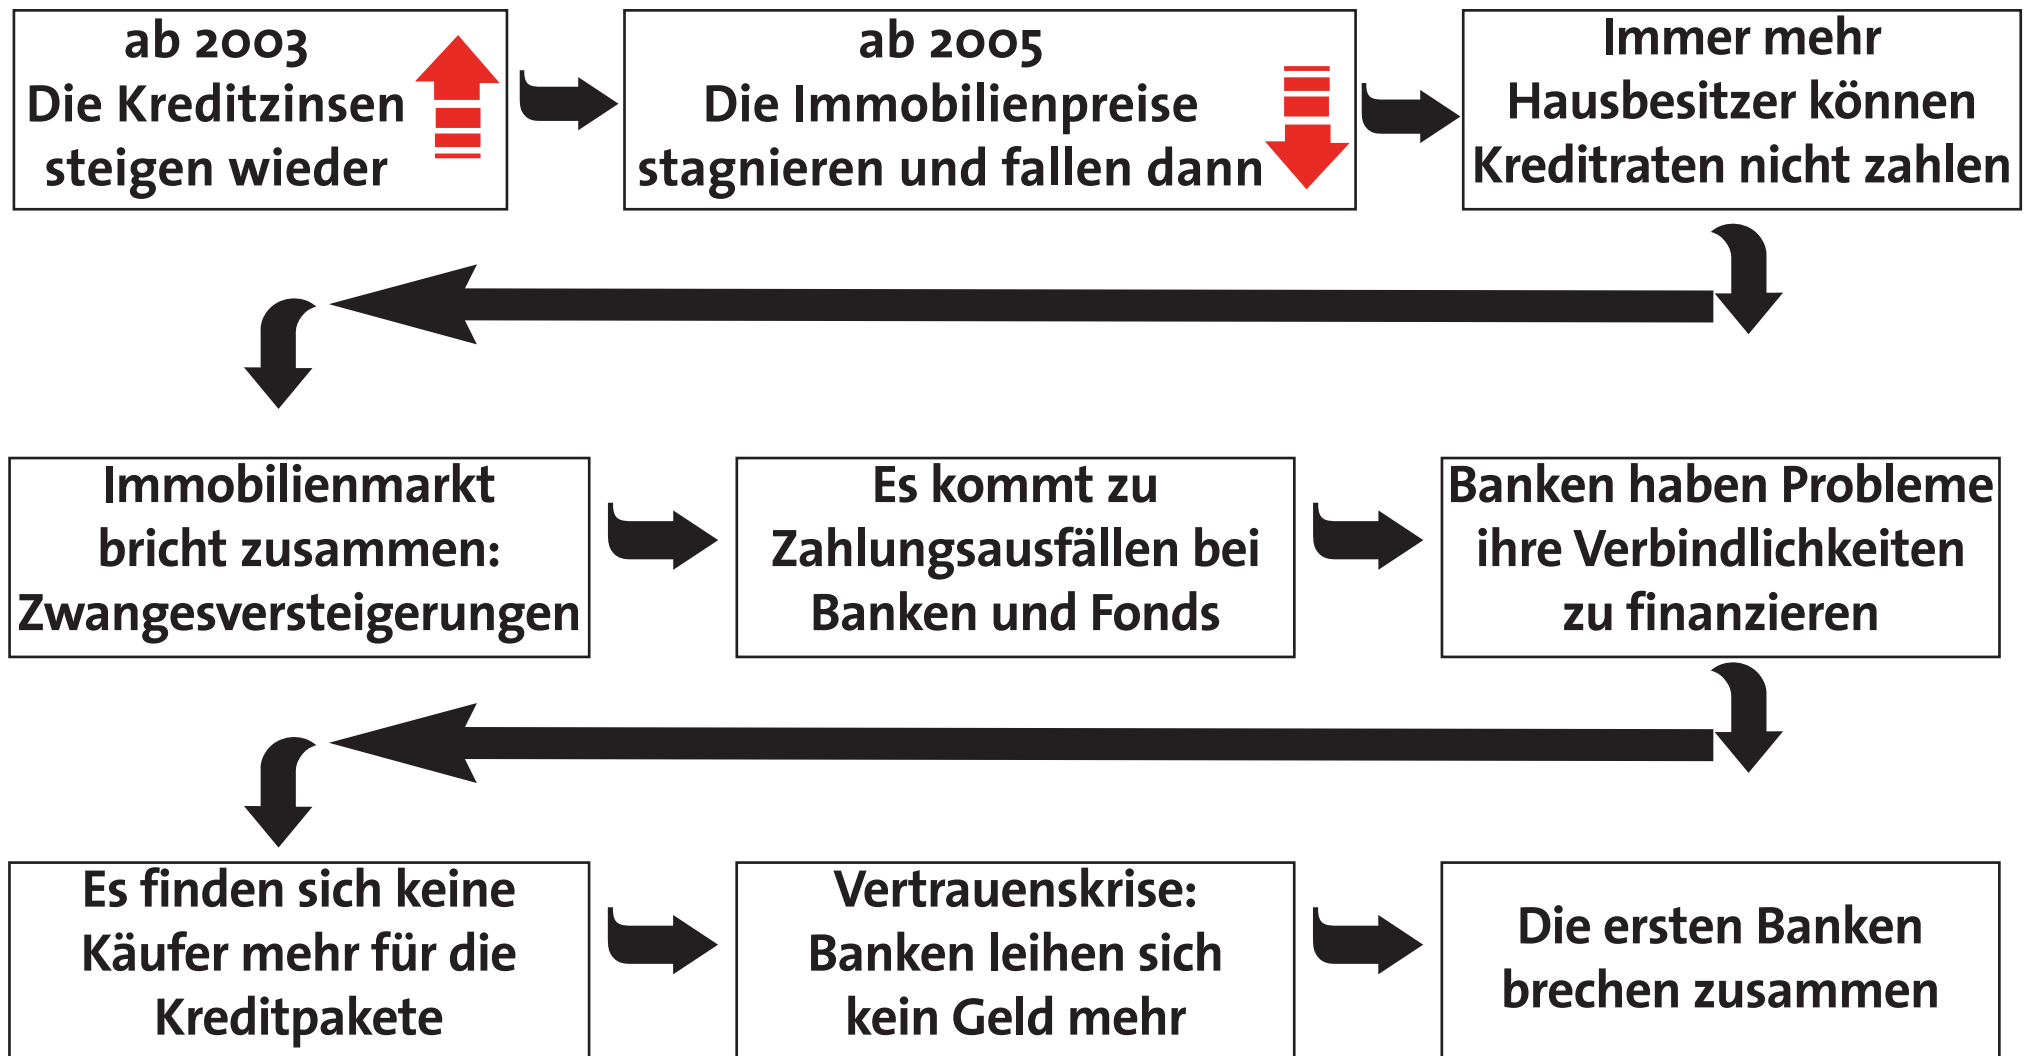 ab 2003
Die Kreditzinsen
steigen wieder
ab 2005
Die Immobilienpreise
stagnieren und fallen dann
Immer mehr
Hausbesitzer können
Kreditraten nicht zahlen
Immobilienmarkt
bricht zusammen:
Zwangesversteigerungen
Es kommt zu
Zahlungsausfällen bei
Banken und Fonds
Banken haben Probleme
ihre Verbindlichkeiten
zu finanzieren
Es finden sich keine
Käufer mehr für die
Kreditpakete
Vertrauenskrise:
Banken leihen sich
kein Geld mehr
Die ersten Banken
brechen zusammen